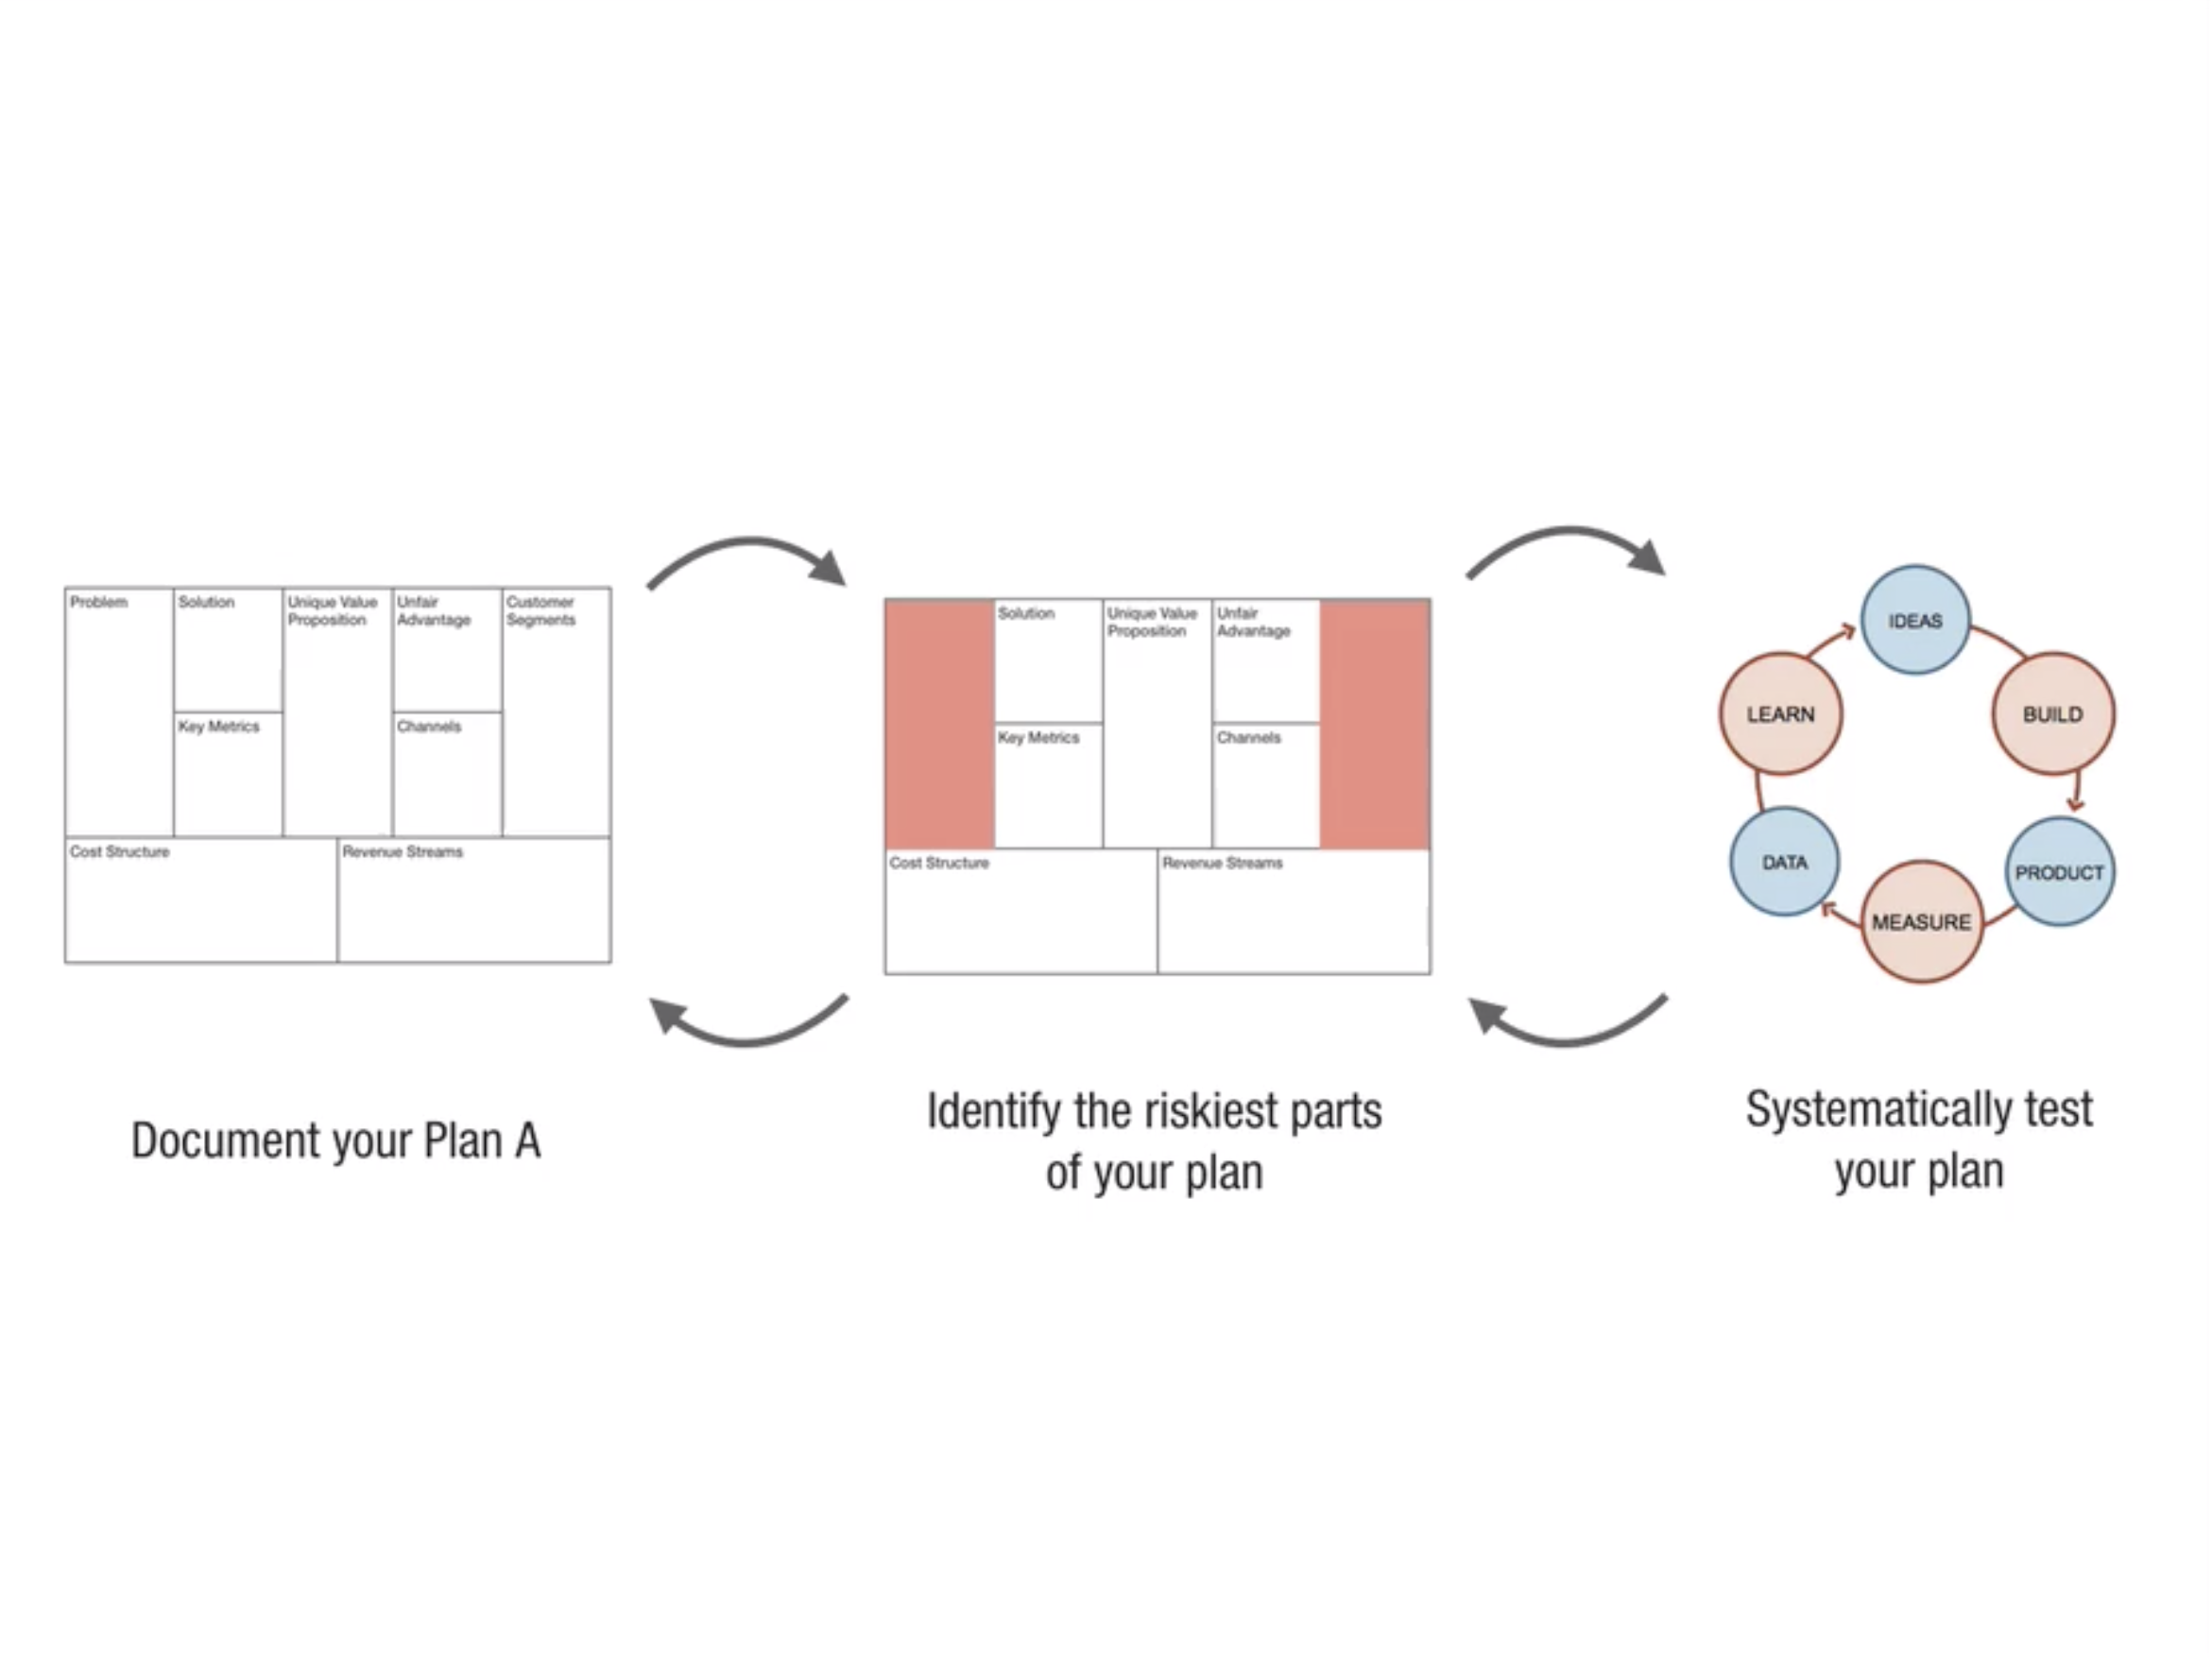 Problem
Solution
Unique Value
Proposition
Unfair
Advantage
Customer
Segments
Key Metrics
Channels
Cost Structure
Revenue Streams
Document your Plan A
Solution
Unique Value
Proposition
Unfair
Advantage
Key Metrics
Channels
Cost Structure
Revenue Streams
Identify the riskiest parts
of your plan
IDEAS
BUILD
PRODUCT
MEASURE
DATA
LEARN
Systematically test
your plan